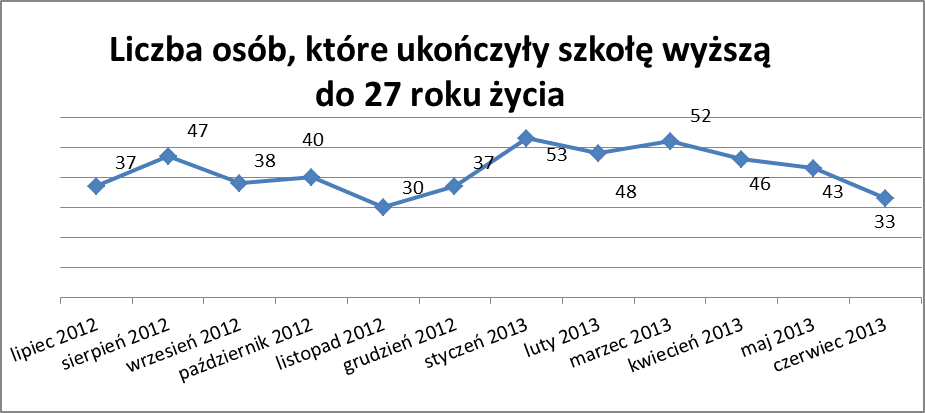 Liczba osób, które ukończyły szkołę wyższą
do 27 roku życia
37
47
38
40
30
37
53
48
52
46
43
33
lipiec 2012
sierpień 2012
wrzesień 2012
październik 2012
listopad 2012
grudzień 2012
styczeń 2013
luty 2013
marzec 2013
kwiecień 2013
maj 2013
czerwiec 2013